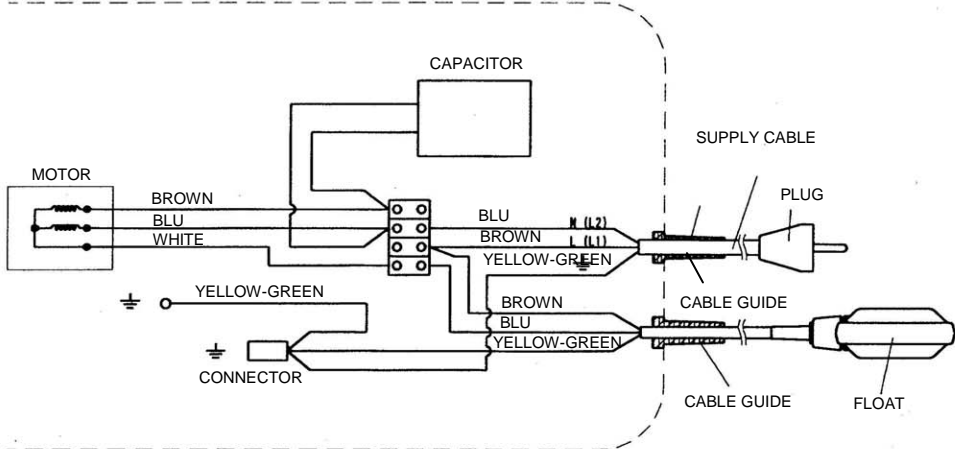 CAPACITOR
SUPPLY CABLE
MOTOR
PLUG
BROWN
BLU
WHITE
BLU
M (L2)
BROWN
L (L1)
YELLOW-GREEN
YELLOW-GREEN
BROWN
CABLE GUIDE
BLU
YELLOW-GREEN
CONNECTOR
CABLE GUIDE
FLOAT